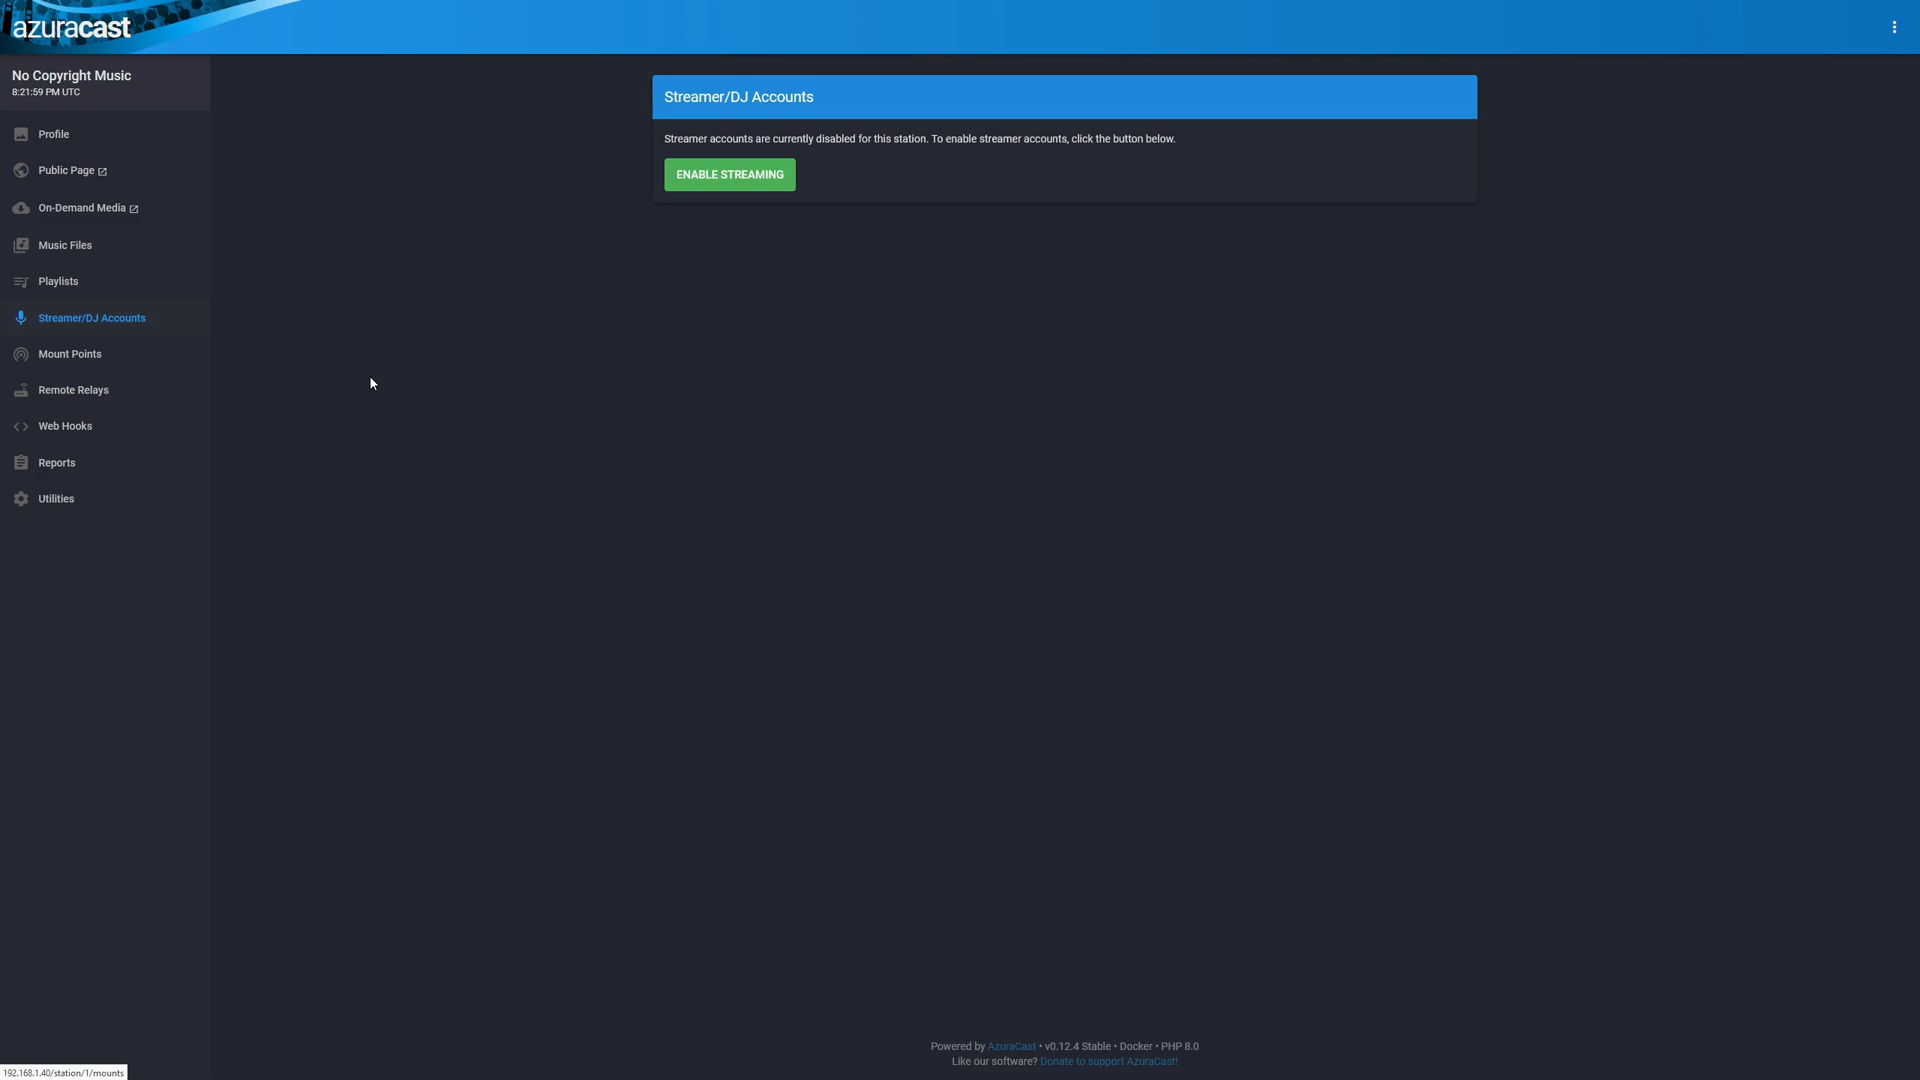 azuracast
No Copyright Music
8:21:59 PM UTC
Profile
Public Page
On-Demand Media
Music Files
Playlists
Streamer/DJ Accounts
Mount Points
Remote Relays
Web Hooks
Reports
Utilities
Streamer/DJ Accounts
Streamer accounts are currently disabled for this station. To enable streamer accounts, click the button below.
ENABLE STREAMING
Powered by AzuraCast • v0.12.4 Stable • Docker • PHP 8.0
Like our software? Donate to support AzuraCast!
192.168.1.40/station/1/mounts